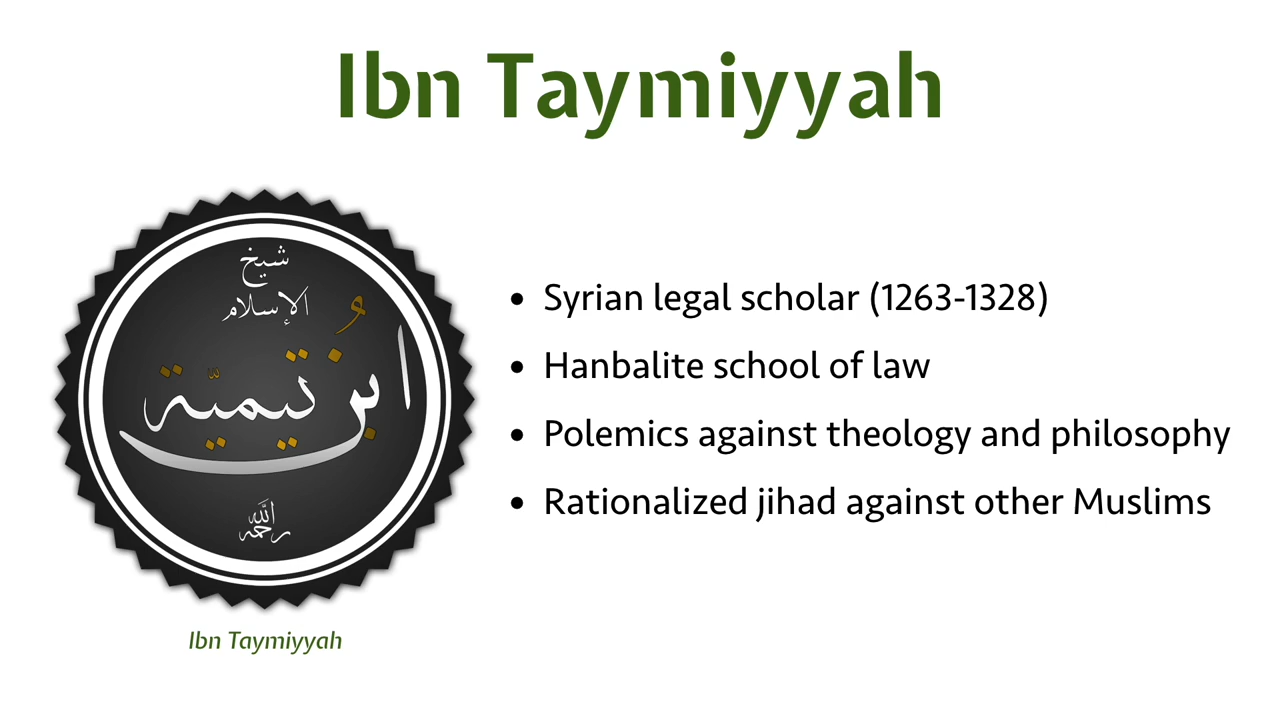 Ibn Taymiyyah
شيخ
الإسلام
ابنُ تيميّة
رحمه الله
Ibn Taymiyyah
• Syrian legal scholar (1263-1328)
• Hanbalite school of law
• Polemics against theology and philosophy
• Rationalized jihad against other Muslims